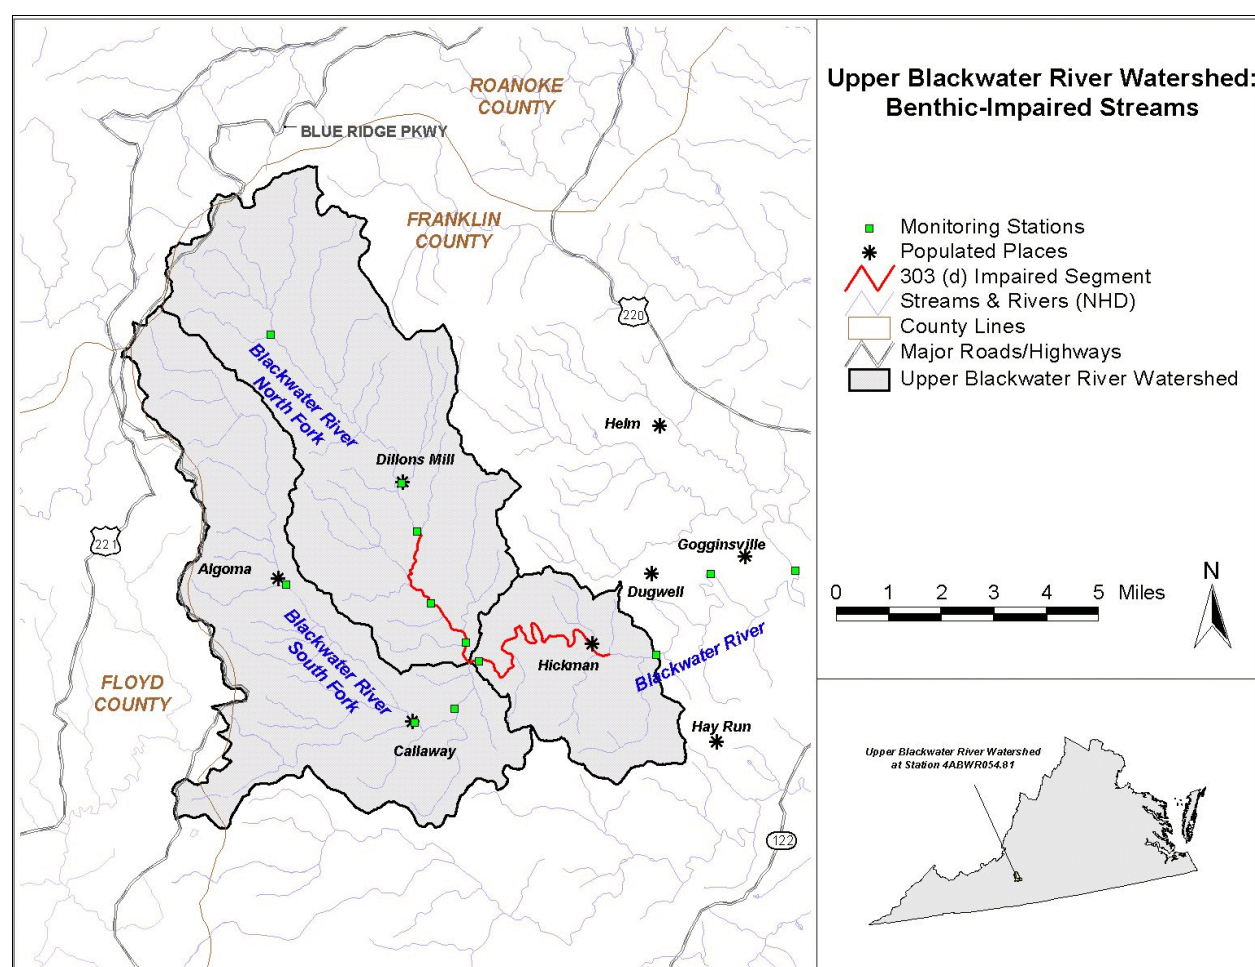 ROANOKE
COUNTY
BLUE RIDGE PKWY
FRANKLIN
COUNTY
220
Blackwater River
North Fork
Helm
Dillons Mill
221
Gogginsville
Algoma
Dugwell
Blackwater River
South Fork
Hickman
Blackwater River
FLOYD
COUNTY
Hay Run
Callaway
122
Upper Blackwater River Watershed:
Benthic-Impaired Streams
Monitoring Stations
Populated Places
303 (d) Impaired Segment
Streams & Rivers (NHD)
County Lines
Major Roads/Highways
Upper Blackwater River Watershed
N
0 1 2 3 4 5 Miles
Upper Blackwater River Watershed
at Station 4ABWR054.81